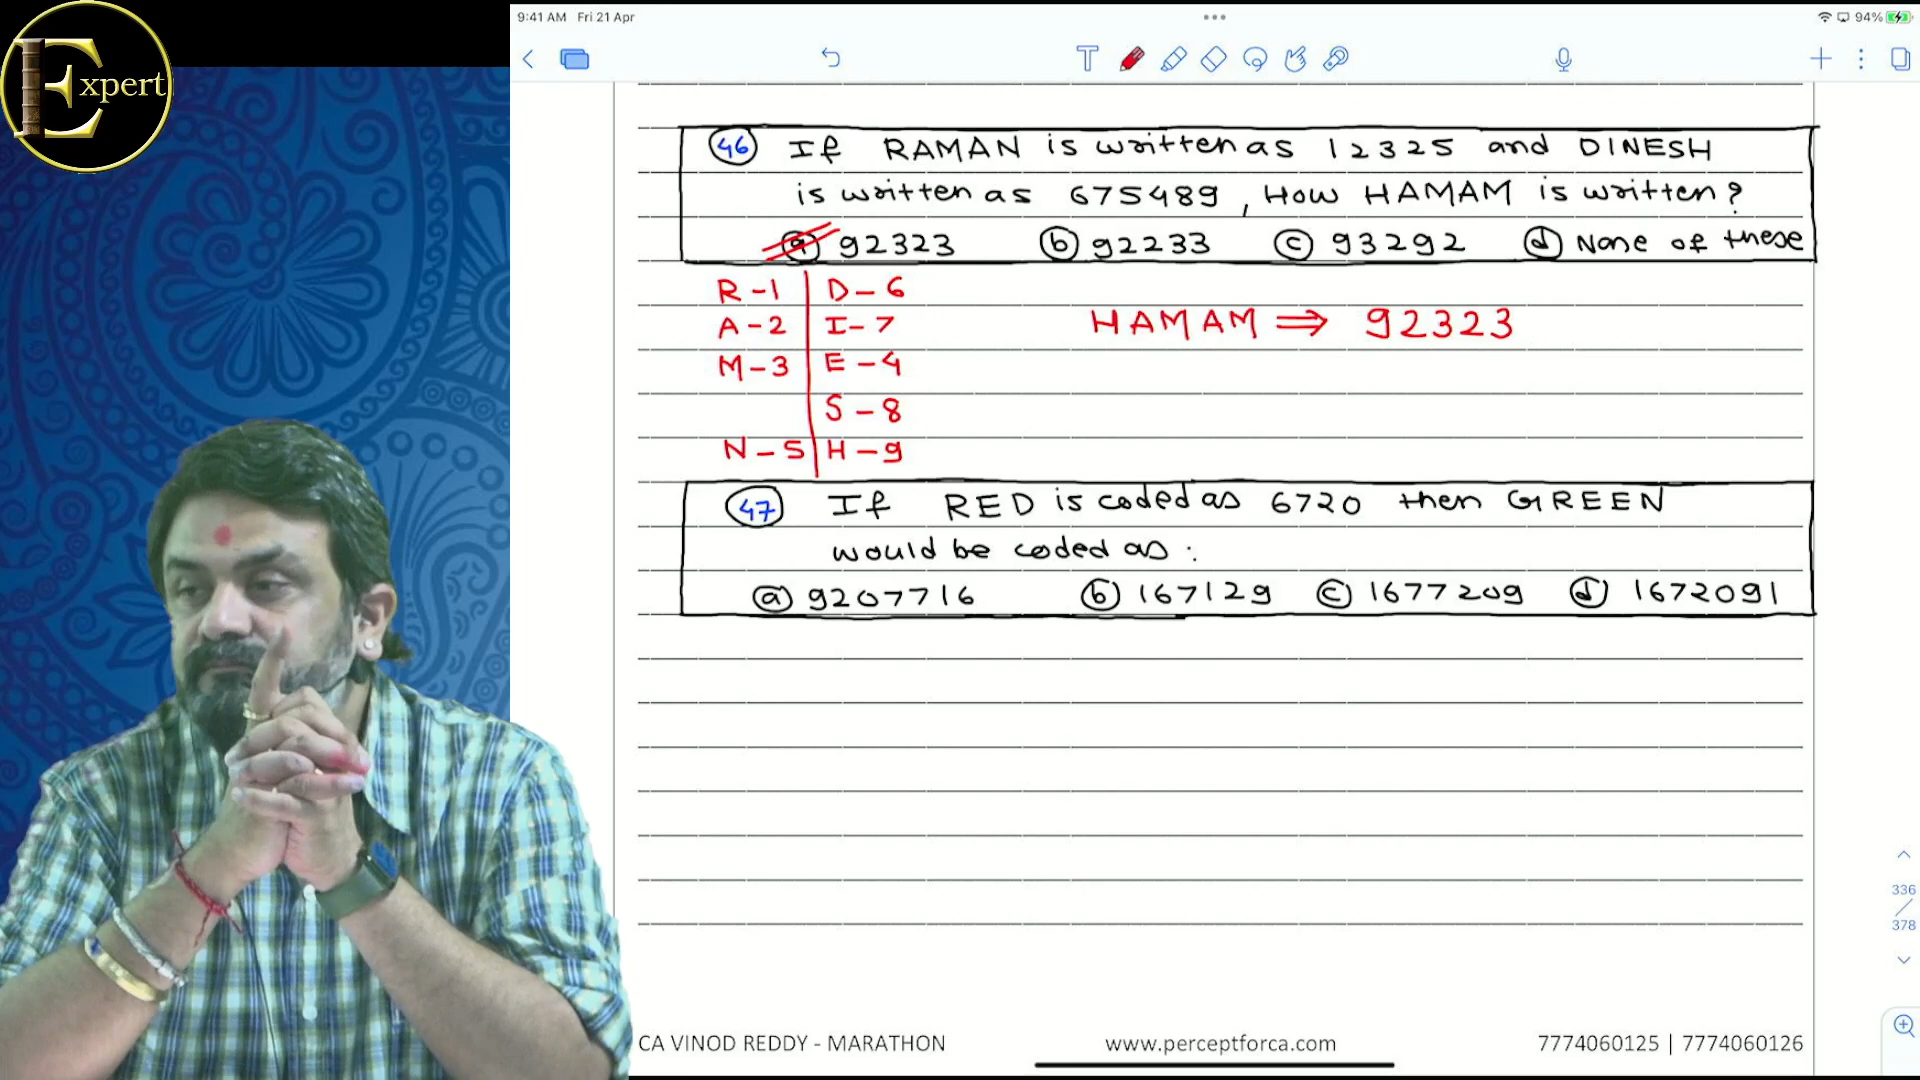 Expert
9:41 AM Fri 21 Apr
94%
46 If RAMAN is written as 12325 and DINESH
is written as 675489, How HAMAM is written?
(a) 92323 (b) 92233 (c) 93292 (d) None of these
R - 1 D - 6
A - 2 I - 7
HAMAM ⇒ 92323
M - 3 E - 4
S - 8
N - 5 H - 9
47 If RED is coded as 6720 then GREEN
would be coded as :
(a) 9207716 (b) 167129 (c) 1677209 (d) 1672091
336
378
CA VINOD REDDY - MARATHON www.perceptforca.com 7774060125 | 7774060126